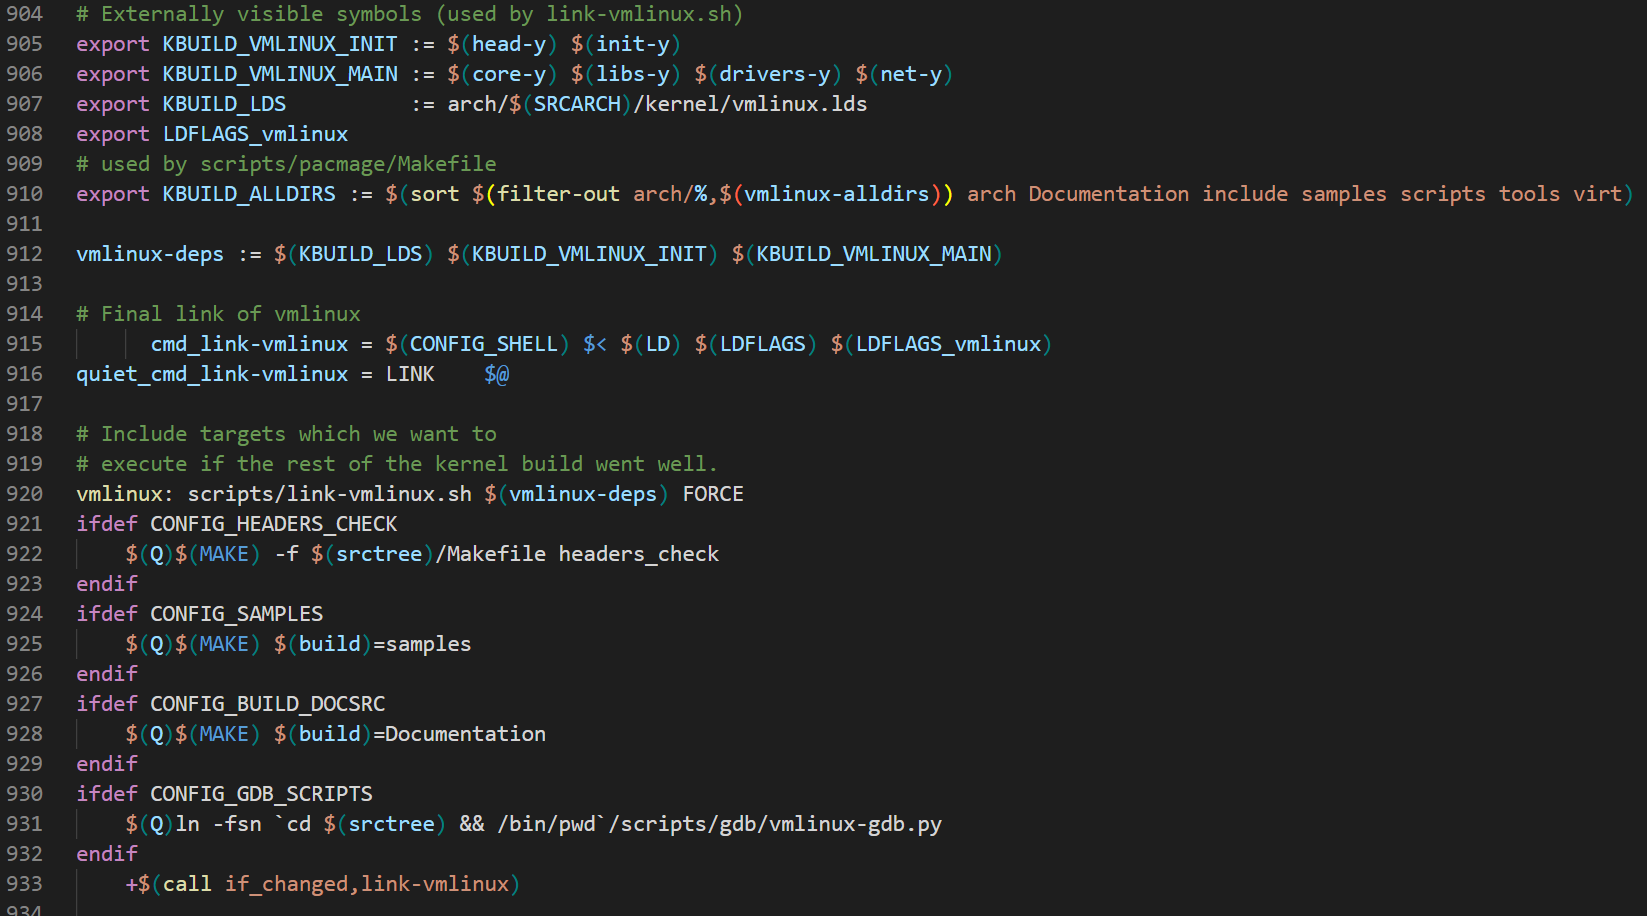 904 # Externally visible symbols (used by link-vmlinux.sh)
905 export KBUILD_VMLINUX_INIT := $(head-y) $(init-y)
906 export KBUILD_VMLINUX_MAIN := $(core-y) $(libs-y) $(drivers-y) $(net-y)
907 export KBUILD_LDS          := arch/$(SRCARCH)/kernel/vmlinux.lds
908 export LDFLAGS_vmlinux
909 # used by scripts/pacmage/Makefile
910 export KBUILD_ALLDIRS := $(sort $(filter-out arch/%,$(vmlinux-alldirs)) arch Documentation include samples scripts tools virt)
911
912 vmlinux-deps := $(KBUILD_LDS) $(KBUILD_VMLINUX_INIT) $(KBUILD_VMLINUX_MAIN)
913
914 # Final link of vmlinux
915       cmd_link-vmlinux = $(CONFIG_SHELL) $< $(LD) $(LDFLAGS) $(LDFLAGS_vmlinux)
916 quiet_cmd_link-vmlinux = LINK    $@
917
918 # Include targets which we want to
919 # execute if the rest of the kernel build went well.
920 vmlinux: scripts/link-vmlinux.sh $(vmlinux-deps) FORCE
921 ifdef CONFIG_HEADERS_CHECK
922     $(Q)$(MAKE) -f $(srctree)/Makefile headers_check
923 endif
924 ifdef CONFIG_SAMPLES
925     $(Q)$(MAKE) $(build)=samples
926 endif
927 ifdef CONFIG_BUILD_DOCSRC
928     $(Q)$(MAKE) $(build)=Documentation
929 endif
930 ifdef CONFIG_GDB_SCRIPTS
931     $(Q)ln -fsn `cd $(srctree) && /bin/pwd`/scripts/gdb/vmlinux-gdb.py
932 endif
933     +$(call if_changed,link-vmlinux)
934